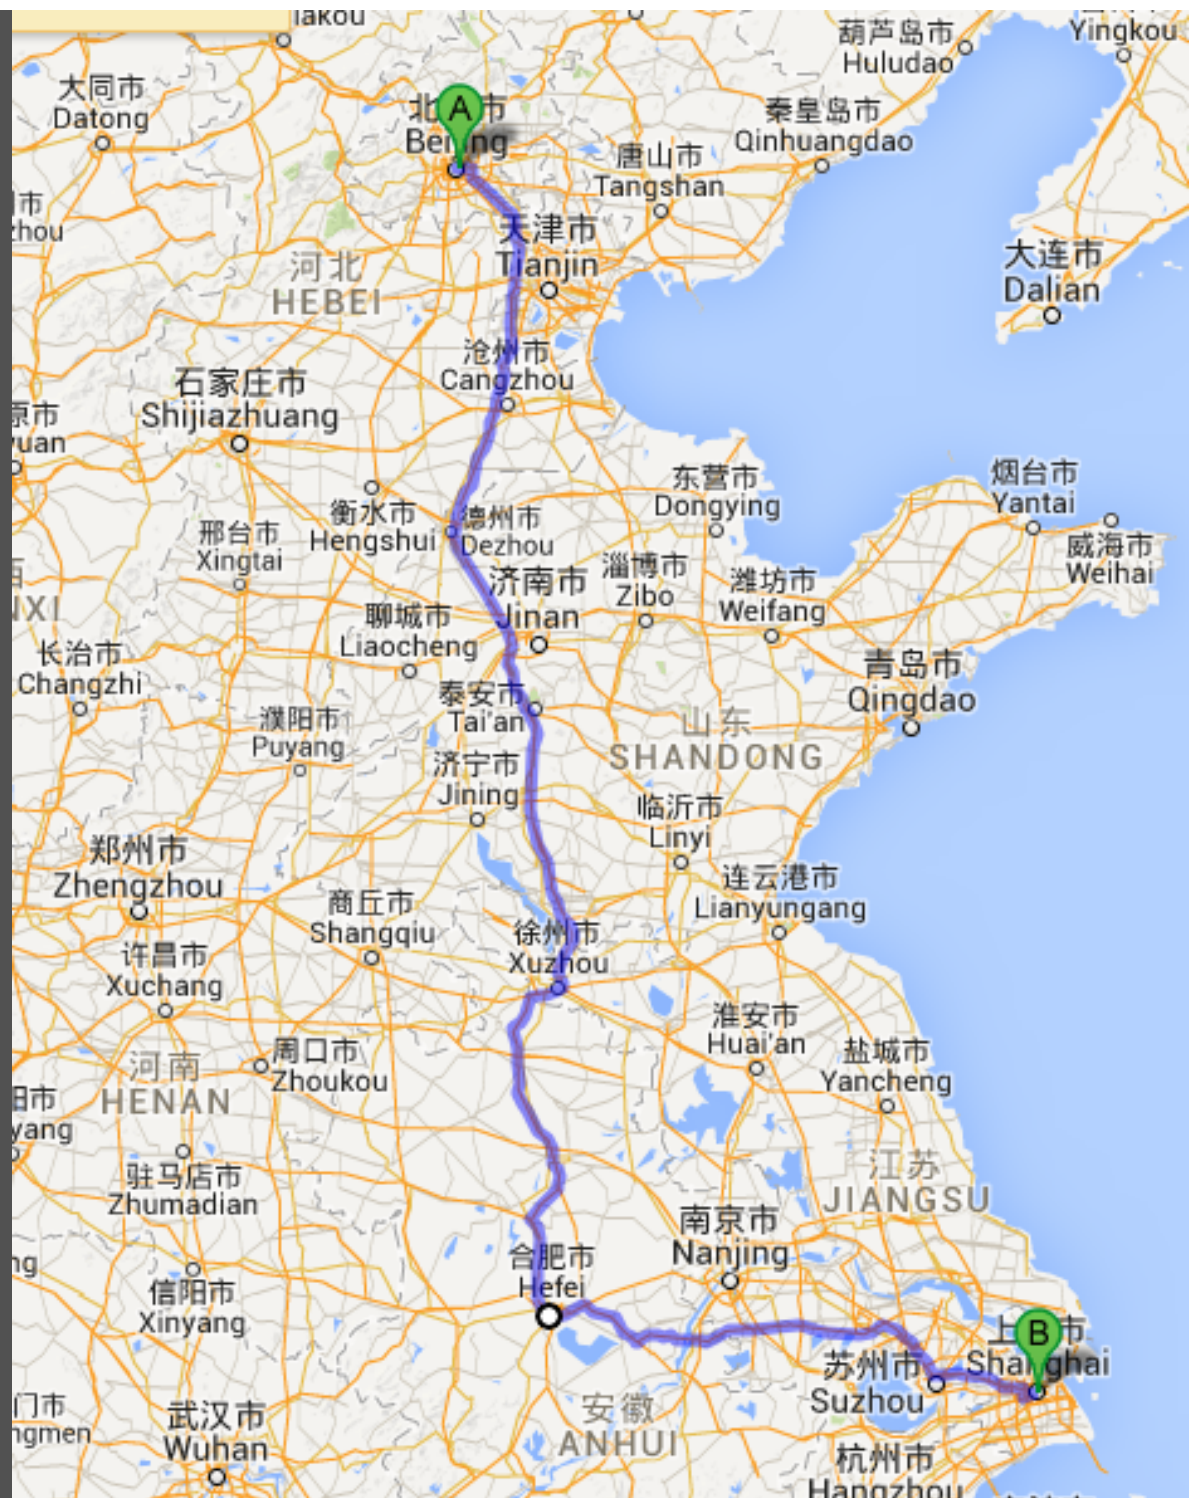 葫芦岛市
Huludao
Yingkou
大同市
Datong
A
Beijing
秦皇岛市
Qinhuangdao
唐山市
Tangshan
天津市
Tianjin
大连市
Dalian
河北
HEBEI
沧州市
Cangzhou
石家庄市
Shijiazhuang
东营市
Dongying
烟台市
Yantai
衡水市
Hengshui
德州市
Dezhou
邢台市
Xingtai
威海市
Weihai
淄博市
Zibo
济南市
Jinan
潍坊市
Weifang
聊城市
Liaocheng
长治市
Changzhi
青岛市
Qingdao
泰安市
Tai'an
濮阳市
Puyang
山东
SHANDONG
济宁市
Jining
临沂市
Linyi
郑州市
Zhengzhou
连云港市
Lianyungang
商丘市
Shangqiu
徐州市
Xuzhou
许昌市
Xuchang
淮安市
Huai'an
周口市
Zhoukou
盐城市
Yancheng
河南
HENAN
驻马店市
Zhumadian
江苏
JIANGSU
南京市
Nanjing
合肥市
Hefei
信阳市
Xinyang
B
Shanghai
苏州市
Suzhou
武汉市
Wuhan
安徽
ANHUI
杭州市
Hangzhou